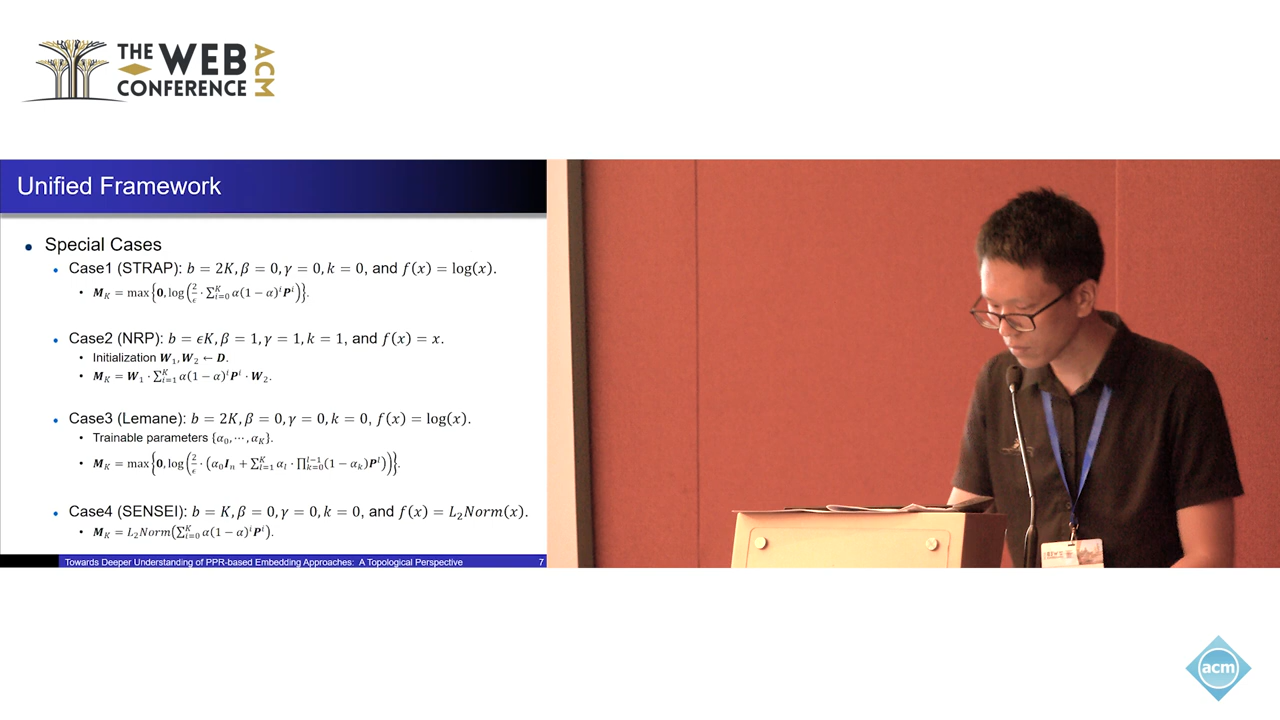 THE WEB
CONFERENCE
ACM
Unified Framework
• Special Cases
• Case1 (STRAP): b = 2K, β = 0, γ = 0, k = 0, and f(x) = log(x).
• M_K = max{0, log(2/ϵ · Σ_{i=0}^{K} α(1 − α)^i P^i)}.
• Case2 (NRP): b = ϵK, β = 1, γ = 1, k = 1, and f(x) = x.
• Initialization W_1, W_2 ← D.
• M_K = W_1 · Σ_{i=1}^{K} α(1 − α)^i P^i · W_2.
• Case3 (Lemane): b = 2K, β = 0, γ = 0, k = 0, f(x) = log(x).
• Trainable parameters {α_0, ⋯, α_K}.
• M_K = max{0, log(2/ϵ · (α_0 I_n + Σ_{l=1}^{K} α_l · ∏_{k=0}^{l−1}(1 − α_k)P^l))}.
• Case4 (SENSEI): b = K, β = 0, γ = 0, k = 0, and f(x) = L_2Norm(x).
• M_K = L_2Norm(Σ_{i=0}^{K} α(1 − α)^i P^i).
Towards Deeper Understanding of PPR-based Embedding Approaches: A Topological Perspective 7
acm